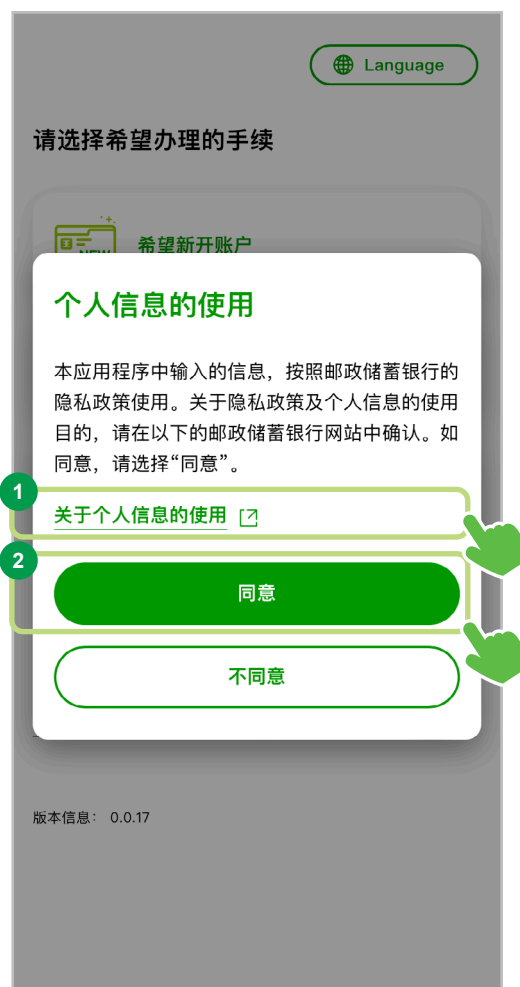 Language
请选择希望办理的手续
NEW
希望新开账户
个人信息的使用
本应用程序中输入的信息，按照邮政储蓄银行的
隐私政策使用。关于隐私政策及个人信息的使用
目的，请在以下的邮政储蓄银行网站中确认。如
同意，请选择“同意”。
1
关于个人信息的使用
2
同意
不同意
版本信息： 0.0.17